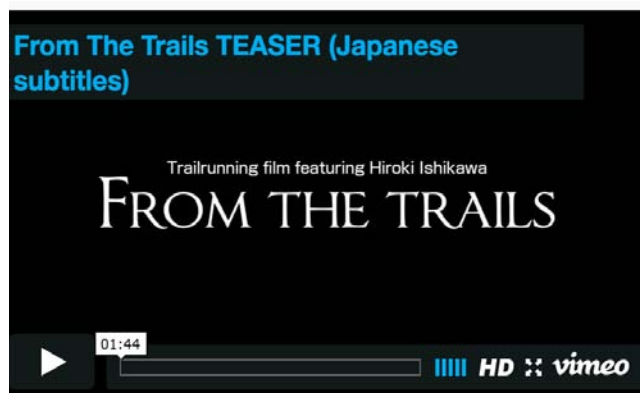 From The Trails TEASER (Japanese
subtitles)
Trailrunning film featuring Hiroki Ishikawa
FROM THE TRAILS
01:44
HD vimeo